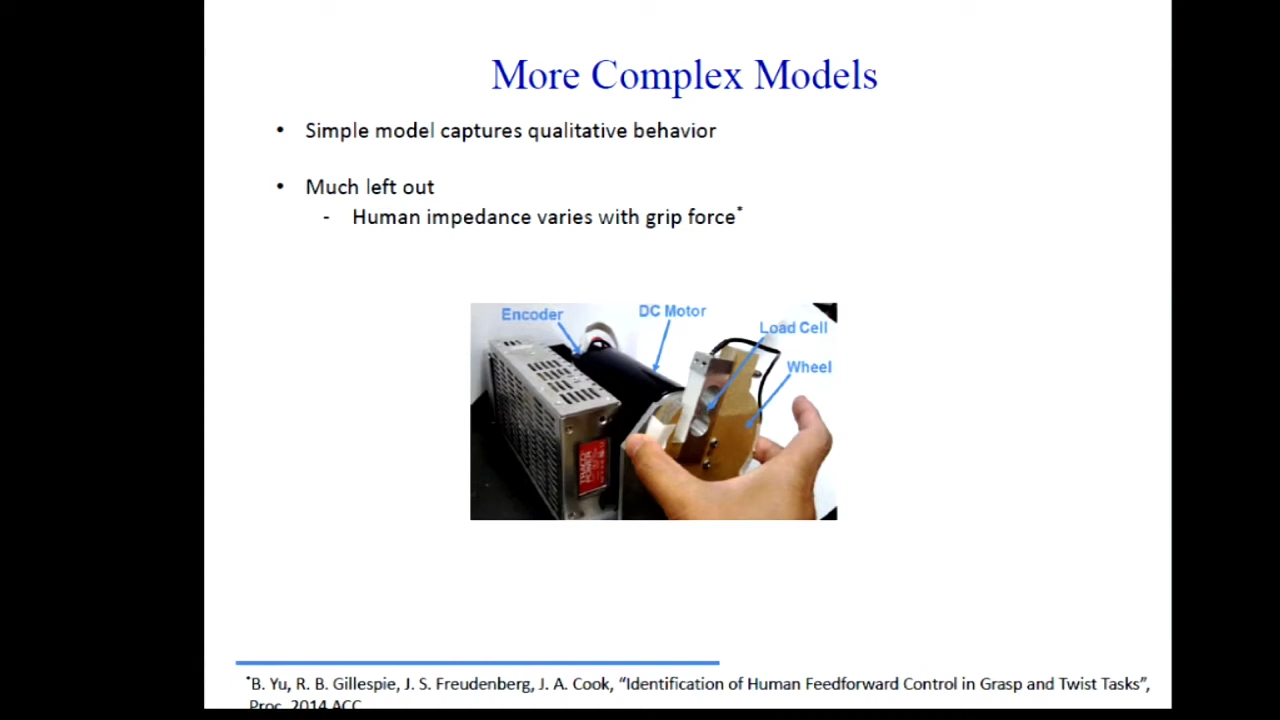 More Complex Models
• Simple model captures qualitative behavior
• Much left out
- Human impedance varies with grip force*
Encoder
DC Motor
Load Cell
Wheel
TRACO
POWER
*B. Yu, R. B. Gillespie, J. S. Freudenberg, J. A. Cook, “Identification of Human Feedforward Control in Grasp and Twist Tasks”,
Proc. 2014 ACC